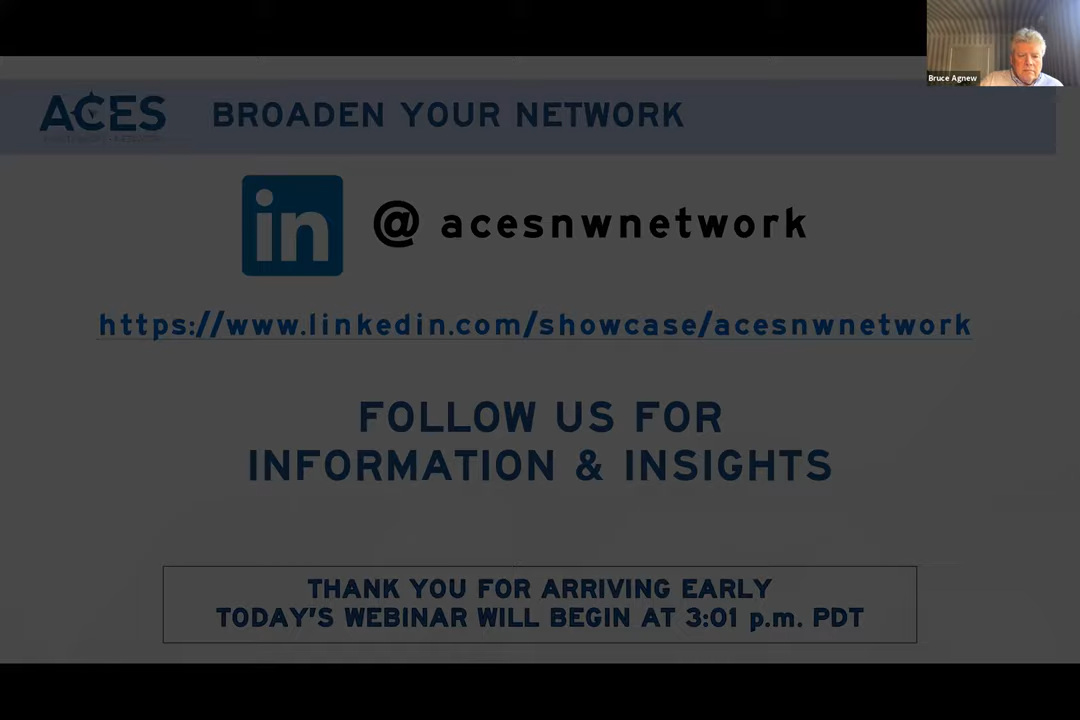 Bruce Agnew
ACES
BROADEN YOUR NETWORK
in
@ acesnwnetwork
https://www.linkedin.com/showcase/acesnwnetwork
FOLLOW US FOR
INFORMATION & INSIGHTS
THANK YOU FOR ARRIVING EARLY
TODAY'S WEBINAR WILL BEGIN AT 3:01 p.m. PDT